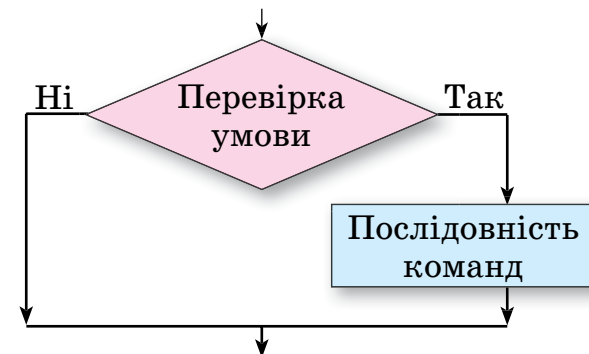 Ні
Перевірка
умови
Так
Послідовність
команд